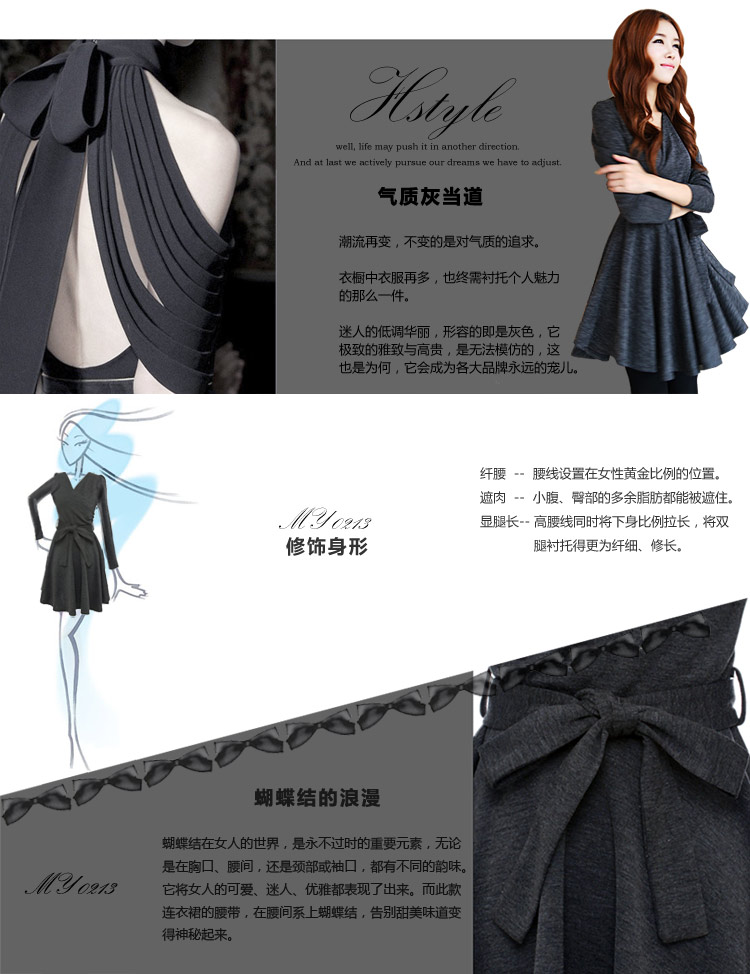 Hstyle
well, life may push it in another direction.
And at last we actively pursue our dreams we have to adjust.
气质灰当道
潮流再变，不变的是对气质的追求。
衣橱中衣服再多，也终需衬托个人魅力
的那么一件。
迷人的低调华丽，形容的即是灰色，它
极致的雅致与高贵，是无法模仿的，这
也是为何，它会成为各大品牌永远的宠儿。
MY0213
修饰身形
纤腰 -- 腰线设置在女性黄金比例的位置。
遮肉 -- 小腹、臀部的多余脂肪都能被遮住。
显腿长-- 高腰线同时将下身比例拉长，将双
腿衬托得更为纤细、修长。
蝴蝶结的浪漫
MY0213
蝴蝶结在女人的世界，是永不过时的重要元素，无论
是在胸口、腰间，还是颈部或袖口，都有不同的韵味。
它将女人的可爱、迷人、优雅都表现了出来。而此款
连衣裙的腰带，在腰间系上蝴蝶结，告别甜美味道变
得神秘起来。